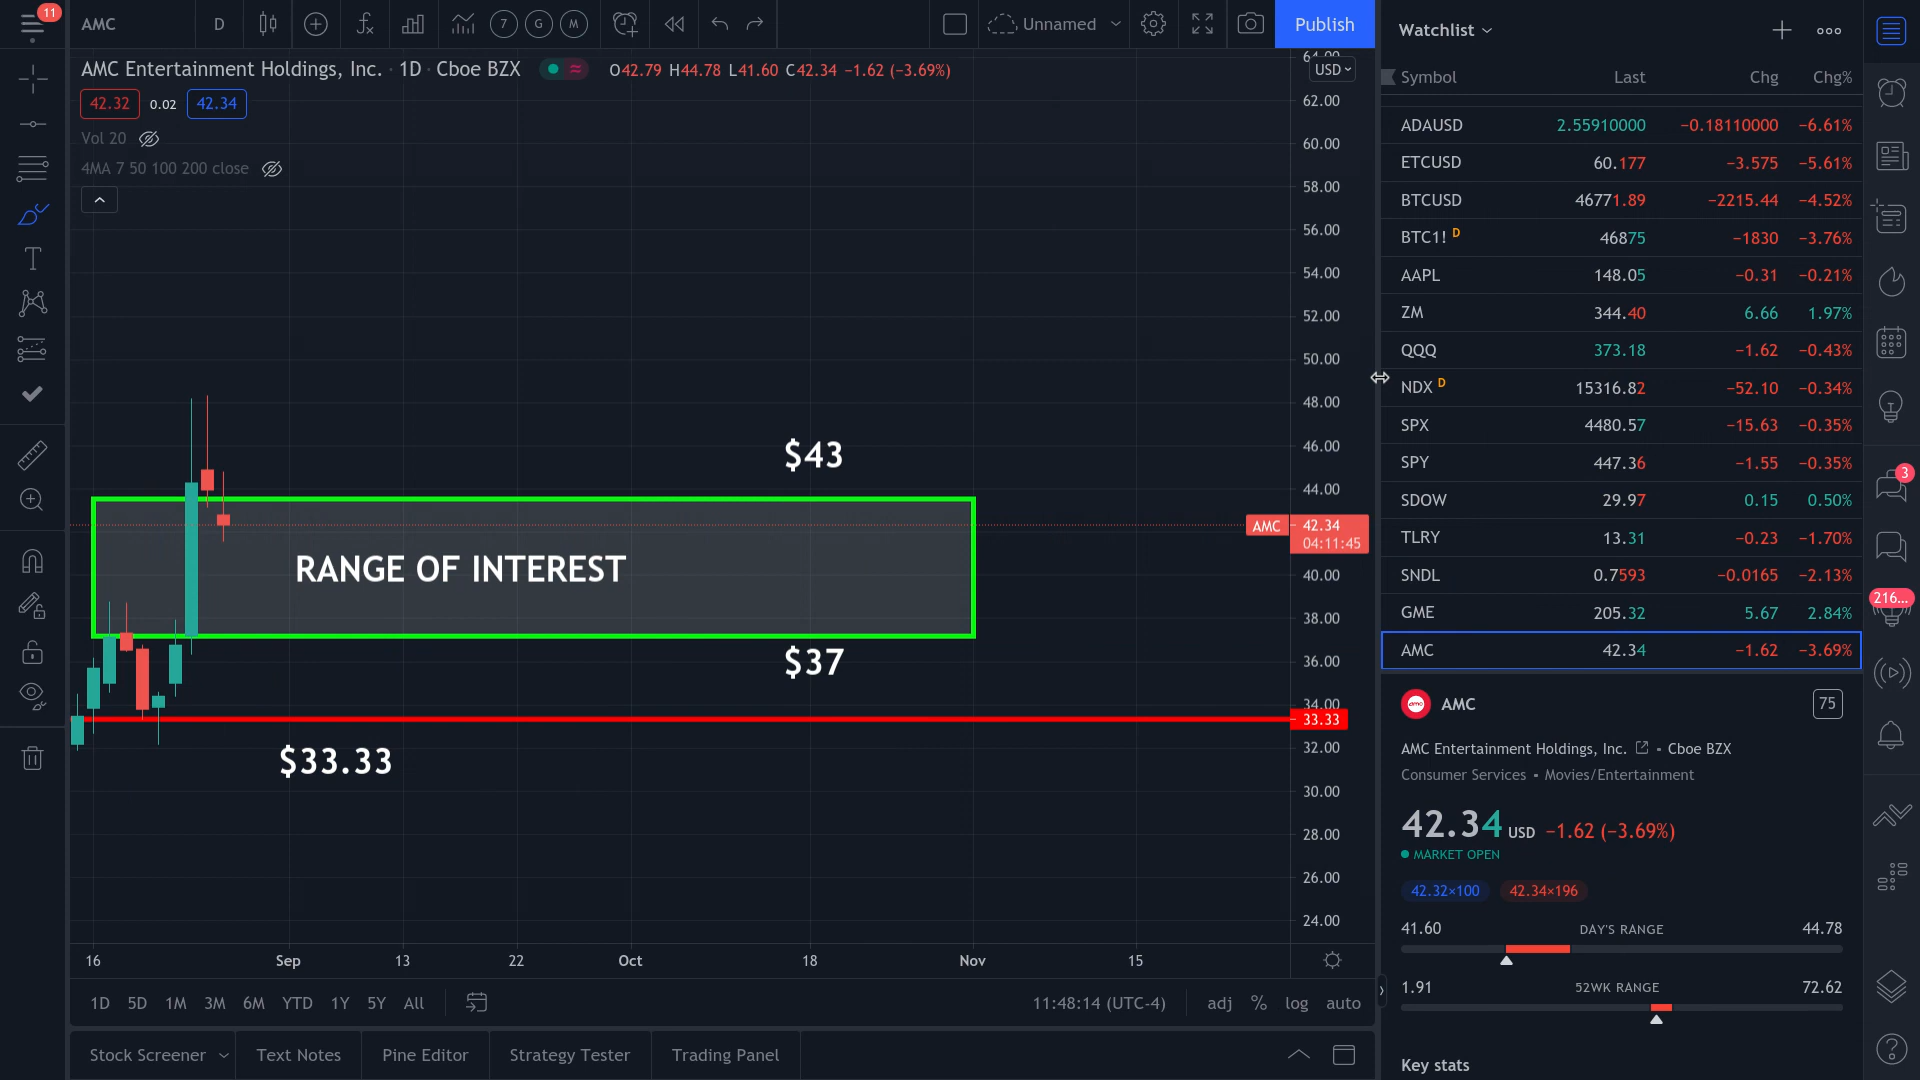 11
AMC
D
7
G
M
Unnamed
Publish
AMC Entertainment Holdings, Inc. · 1D · Cboe BZX
O42.79 H44.78 L41.60 C42.34 −1.62 (−3.69%)
42.32 0.02 42.34
Vol 20
4MA 7 50 100 200 close
USD
64.00
62.00
60.00
58.00
56.00
54.00
52.00
50.00
48.00
46.00
44.00
AMC 42.34
04:11:45
40.00
38.00
36.00
34.00
33.33
32.00
30.00
28.00
26.00
24.00
$43
RANGE OF INTEREST
$37
$33.33
16 Sep 13 22 Oct 18 Nov 15
1D 5D 1M 3M 6M YTD 1Y 5Y All
11:48:14 (UTC-4) adj % log auto
Stock Screener Text Notes Pine Editor Strategy Tester Trading Panel
Watchlist
Symbol Last Chg Chg%
ADAUSD 2.55910000 −0.18110000 −6.61%
ETCUSD 60.177 −3.575 −5.61%
BTCUSD 46771.89 −2215.44 −4.52%
BTC1! D 46875 −1830 −3.76%
AAPL 148.05 −0.31 −0.21%
ZM 344.40 6.66 1.97%
QQQ 373.18 −1.62 −0.43%
NDX D 15316.82 −52.10 −0.34%
SPX 4480.57 −15.63 −0.35%
SPY 447.36 −1.55 −0.35%
SDOW 29.97 0.15 0.50%
TLRY 13.31 −0.23 −1.70%
SNDL 0.7593 −0.0165 −2.13%
GME 205.32 5.67 2.84%
AMC 42.34 −1.62 −3.69%
amc AMC 75
AMC Entertainment Holdings, Inc. • Cboe BZX
Consumer Services • Movies/Entertainment
42.34 USD −1.62 (−3.69%)
MARKET OPEN
42.32×100 42.34×196
41.60 DAY'S RANGE 44.78
1.91 52WK RANGE 72.62
Key stats
3
216...